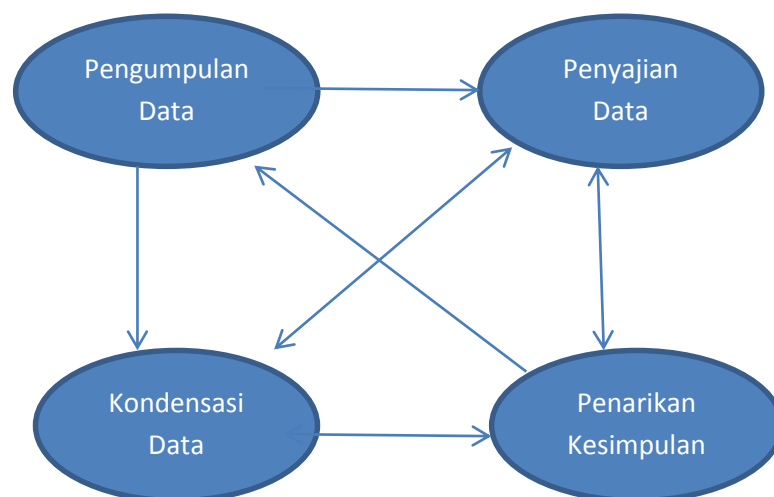 Pengumpulan
Data
Penyajian
Data
Kondensasi
Data
Penarikan
Kesimpulan